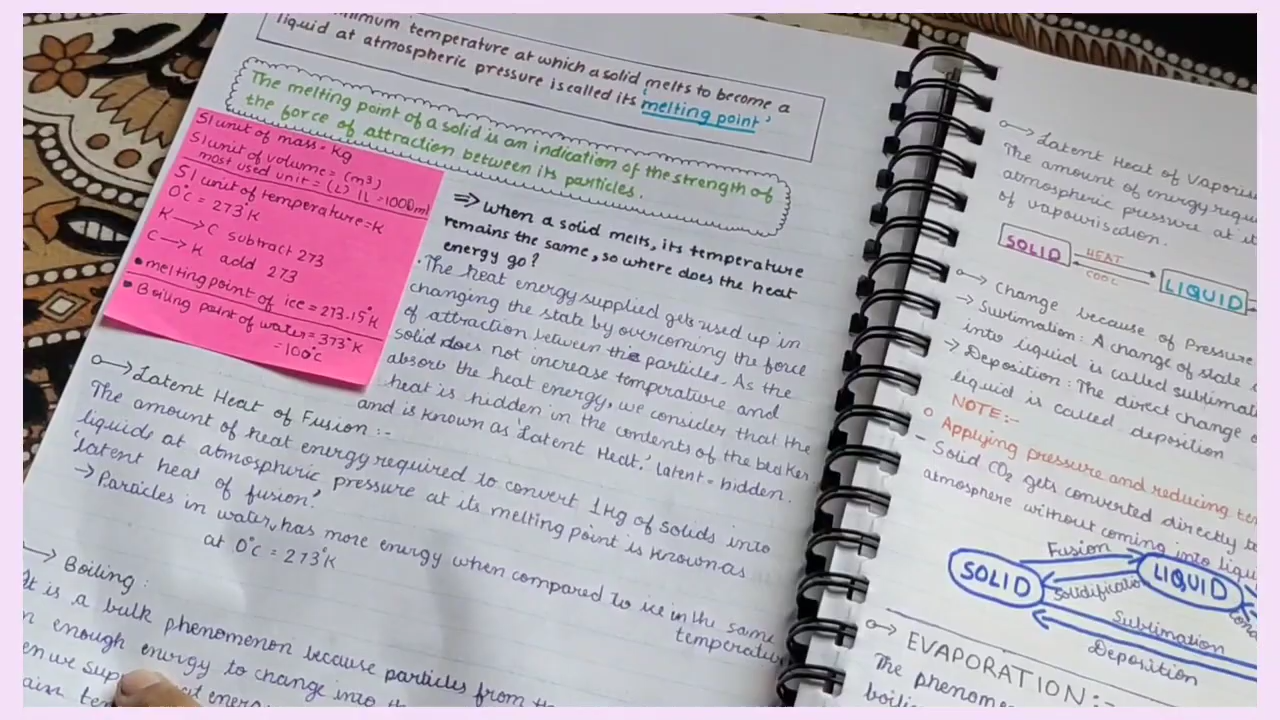 temperature at which a solid melts to become a
liquid at atmospheric pressure is called its 'melting point'
The melting point of a solid is an indication of the strength of
the force of attraction between its particles.
SI unit of mass = Kg
SI unit of volume = (m³)
most used unit = (L) 1L = 1000ml
SI unit of temperature = K
0°C = 273°K
K → C subtract 273
C → K add 273
• melting point of ice = 273.15°K
• Boiling point of water = 373°K
= 100°C
⇒ When a solid melts, its temperature
remains the same, so where does the heat
energy go?
• The heat energy supplied gets used up in
changing the state by overcoming the force
of attraction between the particles. As the
solid does not increase temperature and
absorb the heat energy, we consider that the
heat is hidden in the contents of the beaker
and is known as 'Latent Heat.' latent = hidden.
→ Latent Heat of Fusion :-
The amount of heat energy required to convert 1 Kg of solids into
liquids at atmospheric pressure at its melting point is known as
'latent heat of fusion'.
→ Particles in water, has more energy when compared to ice in the same
temperature
at 0°C = 273°K
→ Boiling :
It is a bulk phenomenon because particles from the
enough energy to change into the
we
→ Latent Heat of
The amount of energy
atmospheric pressure at
of vapourisation.
SOLID HEAT COOL LIQUID
→ Change because of Pressure
→ Sublimation : A change of state
into liquid is called
→ Deposition : The direct change
liquid is called deposition
NOTE:-
o Applying pressure and reducing
- Solid CO₂ gets converted directly
atmosphere without coming into
SOLID Fusion LIQUID
Sublimation
Deposition
→ EVAPORATION:-
The